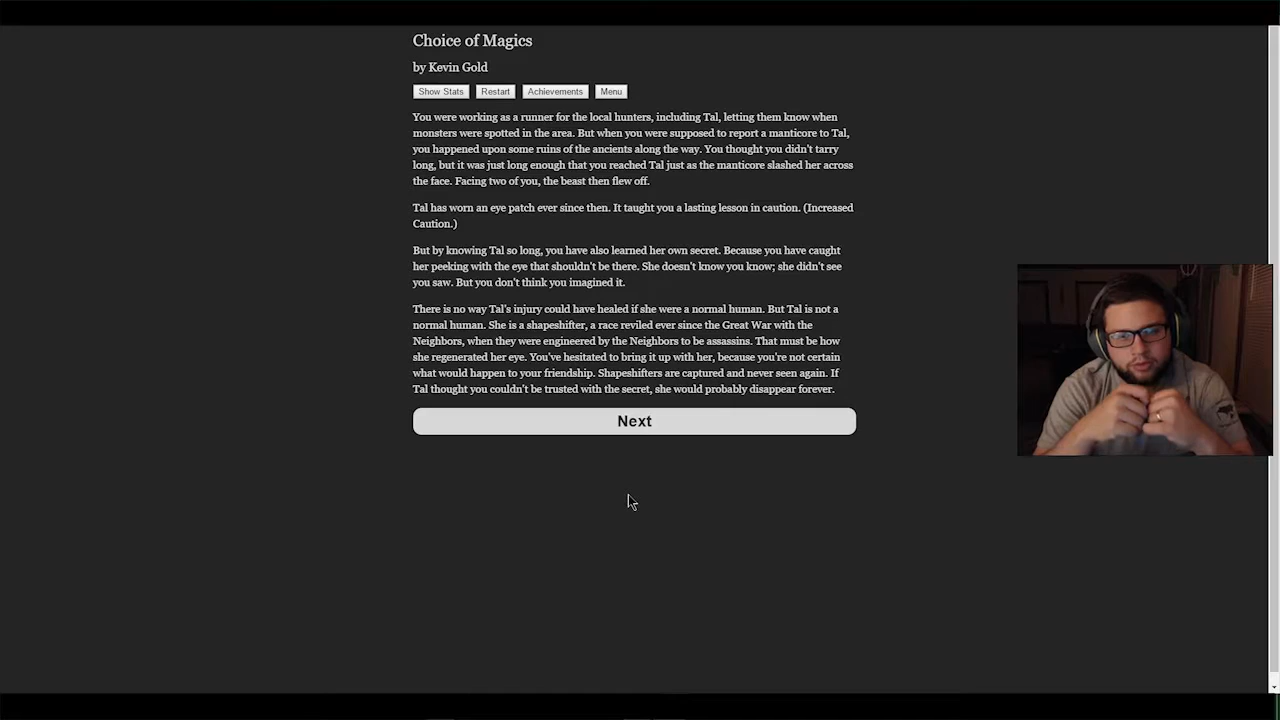 Choice of Magics
by Kevin Gold
Show Stats Restart Achievements Menu
You were working as a runner for the local hunters, including Tal, letting them know when
monsters were spotted in the area. But when you were supposed to report a manticore to Tal,
you happened upon some ruins of the ancients along the way. You thought you didn't tarry
long, but it was just long enough that you reached Tal just as the manticore slashed her across
the face. Facing two of you, the beast then flew off.
Tal has worn an eye patch ever since then. It taught you a lasting lesson in caution. (Increased
Caution.)
But by knowing Tal so long, you have also learned her own secret. Because you have caught
her peeking with the eye that shouldn't be there. She doesn't know you know; she didn't see
you saw. But you don't think you imagined it.
There is no way Tal's injury could have healed if she were a normal human. But Tal is not a
normal human. She is a shapeshifter, a race reviled ever since the Great War with the
Neighbors, when they were engineered by the Neighbors to be assassins. That must be how
she regenerated her eye. You've hesitated to bring it up with her, because you're not certain
what would happen to your friendship. Shapeshifters are captured and never seen again. If
Tal thought you couldn't be trusted with the secret, she would probably disappear forever.
Next